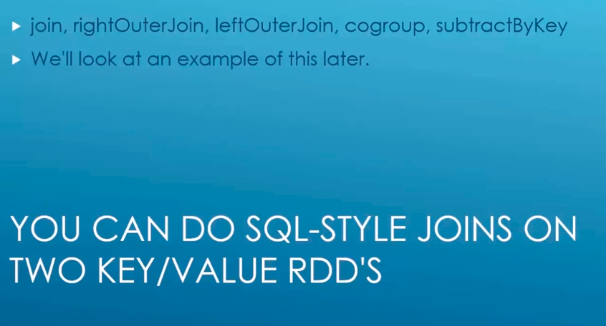 join, rightOuterJoin, leftOuterJoin, cogroup, subtractByKey
We'll look at an example of this later.
YOU CAN DO SQL-STYLE JOINS ON
TWO KEY/VALUE RDD'S